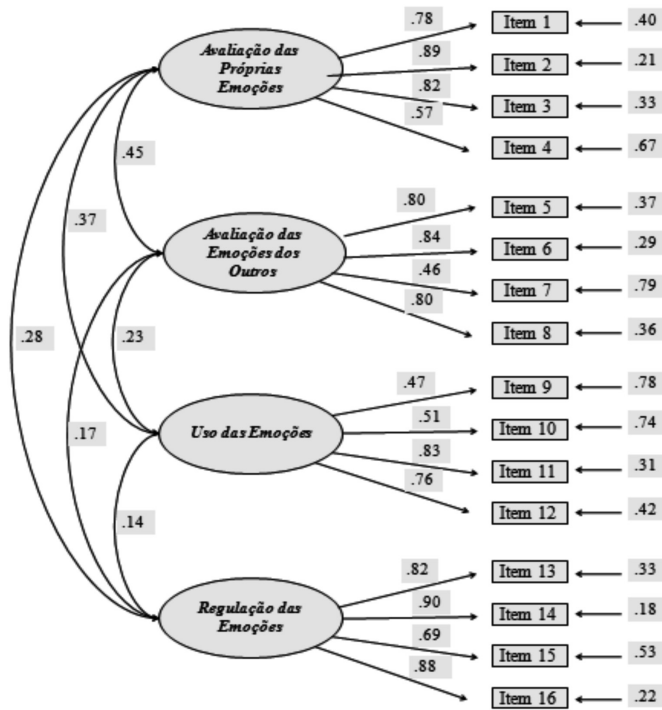 .78
Item 1
.40
Avaliação das
Próprias
Emoções
.89
Item 2
.21
.82
Item 3
.33
.57
Item 4
.67
.45
.37
.28
Avaliação das
Emoções dos
Outros
.80
Item 5
.37
.84
Item 6
.29
.46
Item 7
.79
.80
Item 8
.36
.23
.17
Uso das Emoções
.47
Item 9
.78
.51
Item 10
.74
.83
Item 11
.31
.76
Item 12
.42
.14
Regulação das
Emoções
.82
Item 13
.33
.90
Item 14
.18
.69
Item 15
.53
.88
Item 16
.22